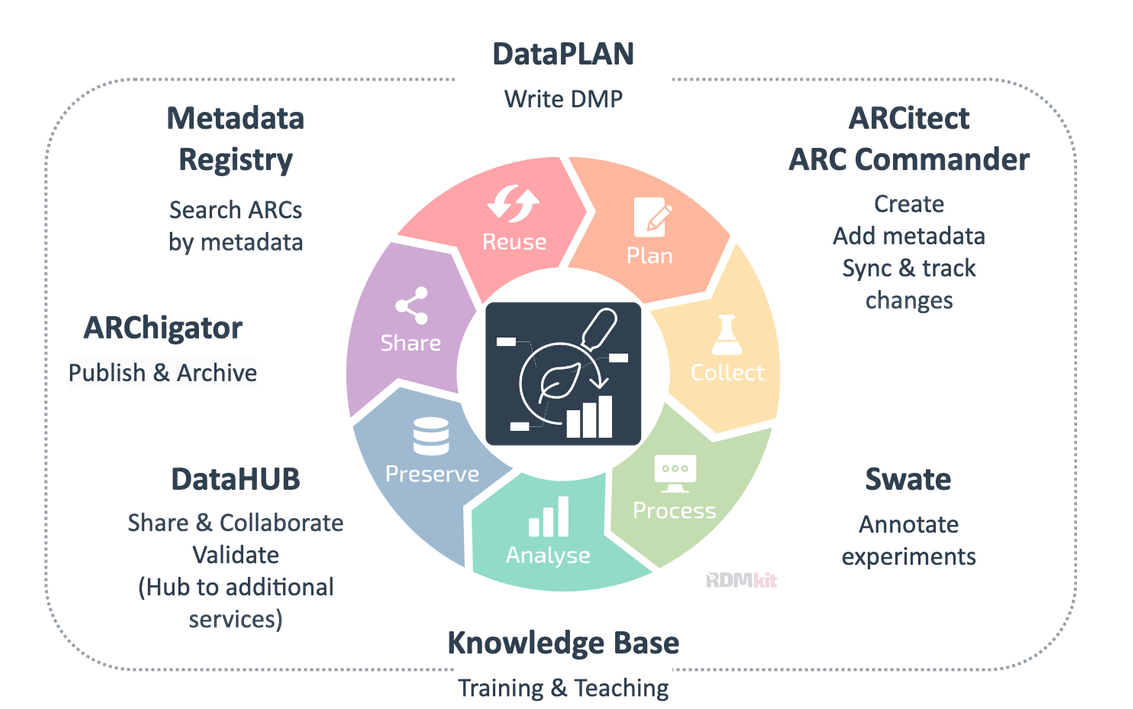 DataPLAN
Write DMP
Metadata
Registry
Search ARCs
by metadata
ARCitect
ARC Commander
Create
Add metadata
Sync & track
changes
Reuse
Plan
Share
Collect
ARChigator
Publish & Archive
Preserve
Process
Analyse
DataHUB
Share & Collaborate
Validate
(Hub to additional
services)
Swate
Annotate
experiments
RDMkit
Knowledge Base
Training & Teaching